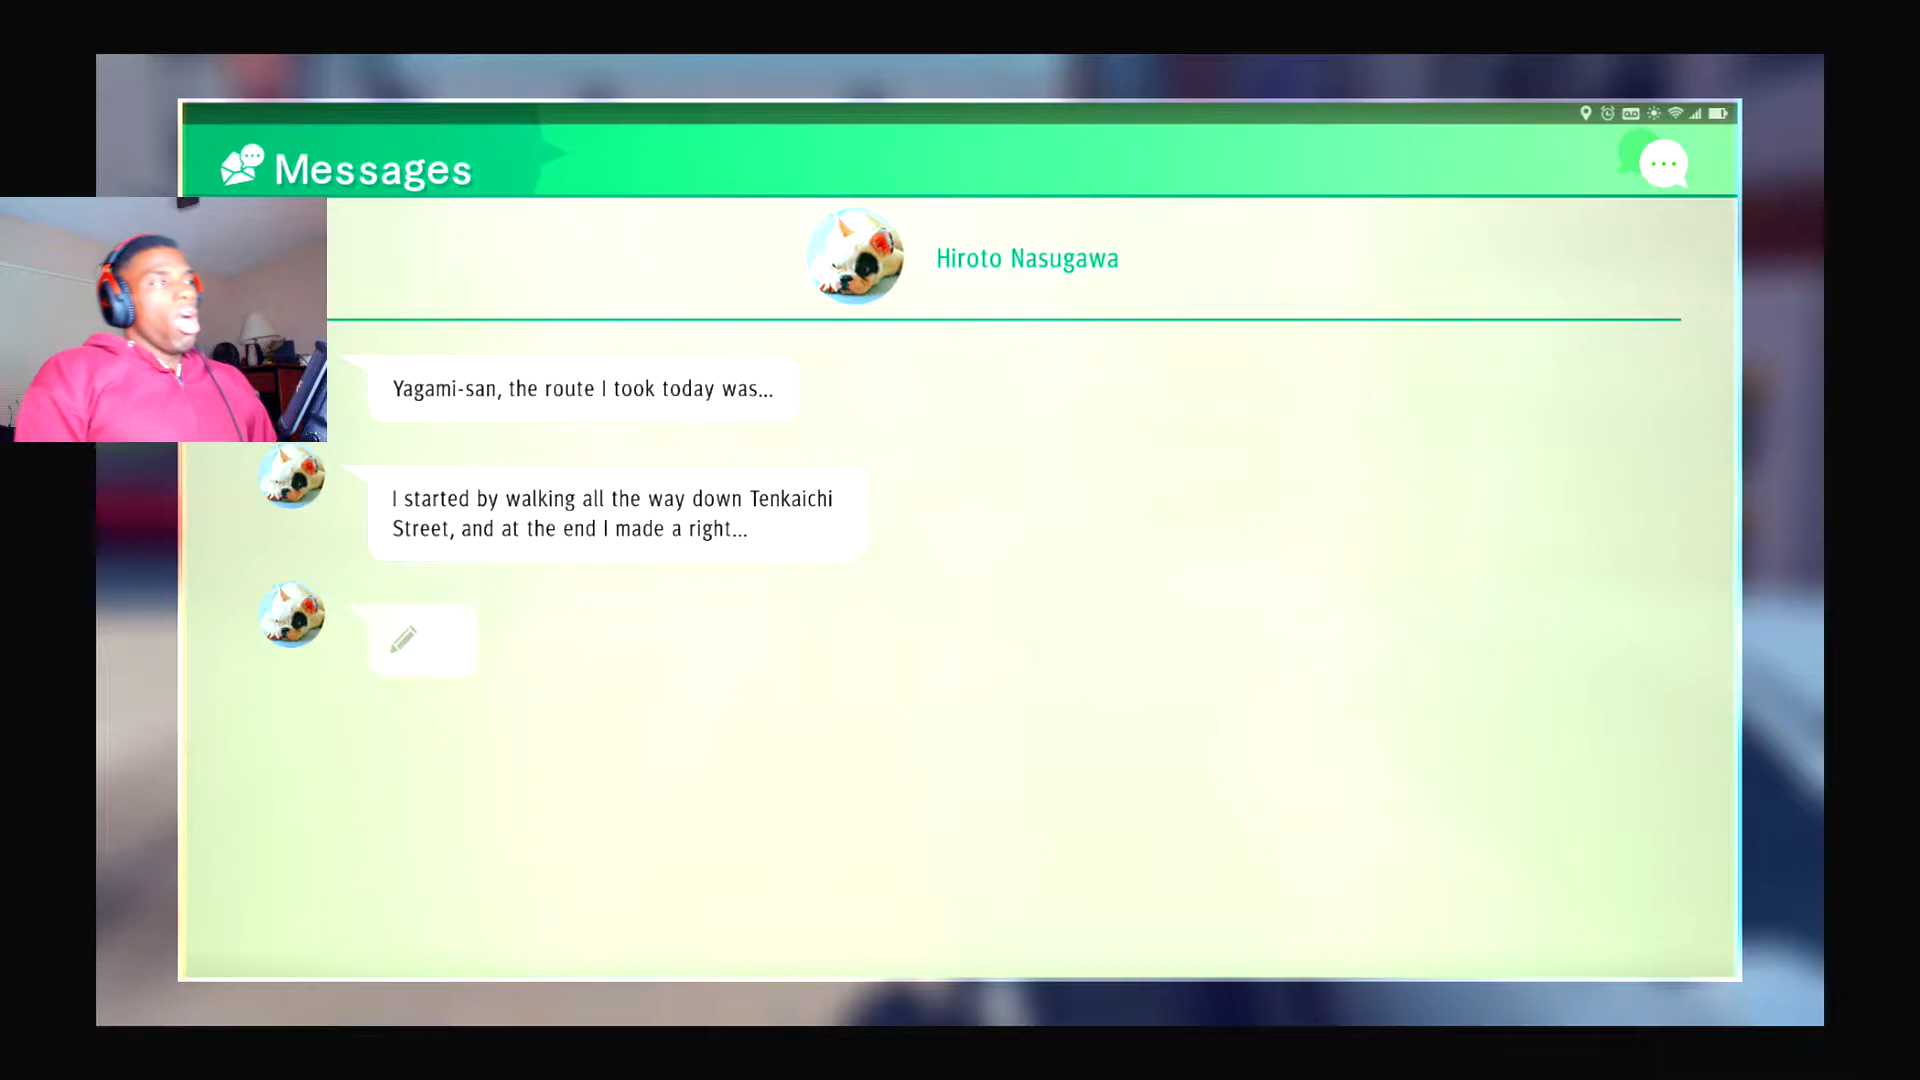 Messages
Hiroto Nasugawa
Yagami-san, the route I took today was...
I started by walking all the way down Tenkaichi
Street, and at the end I made a right...